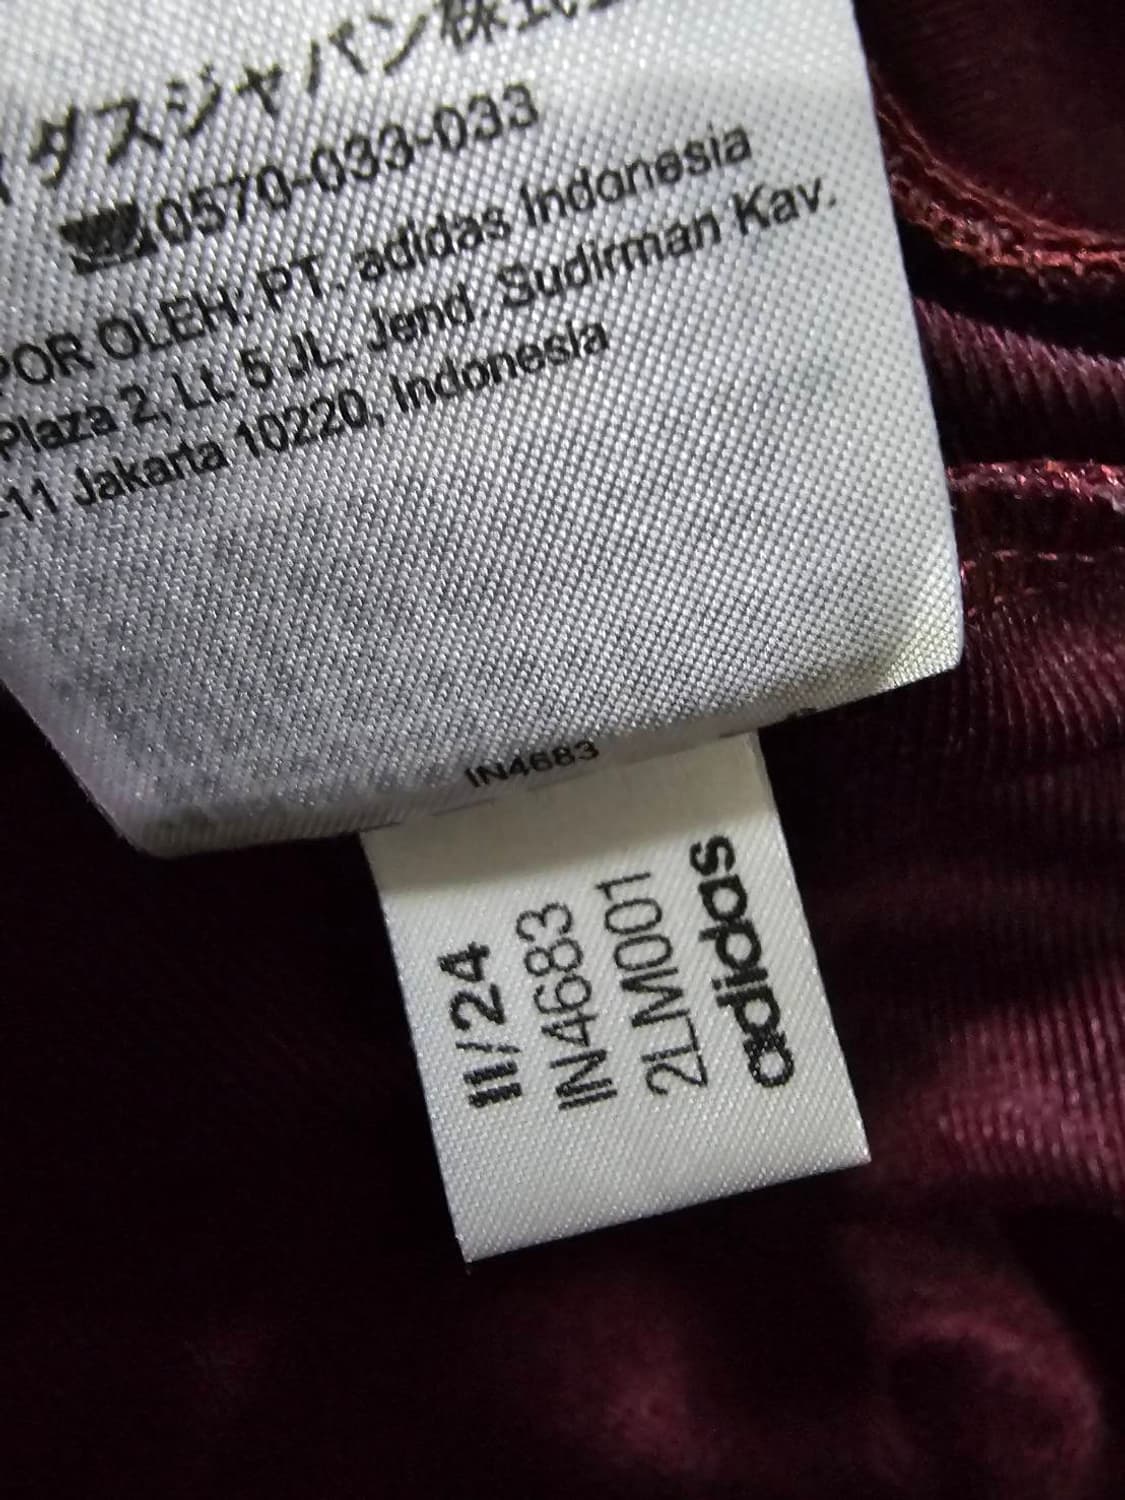 ダスジャパン株式
0570-033-033
POR OLEH: PT. adidas Indonesia
Plaza 2, Lt. 5 JL. Jend. Sudirman Kav.
-11 Jakarta 10220, Indonesia
IN4683
11/24
IN4683
2LM001
adidas